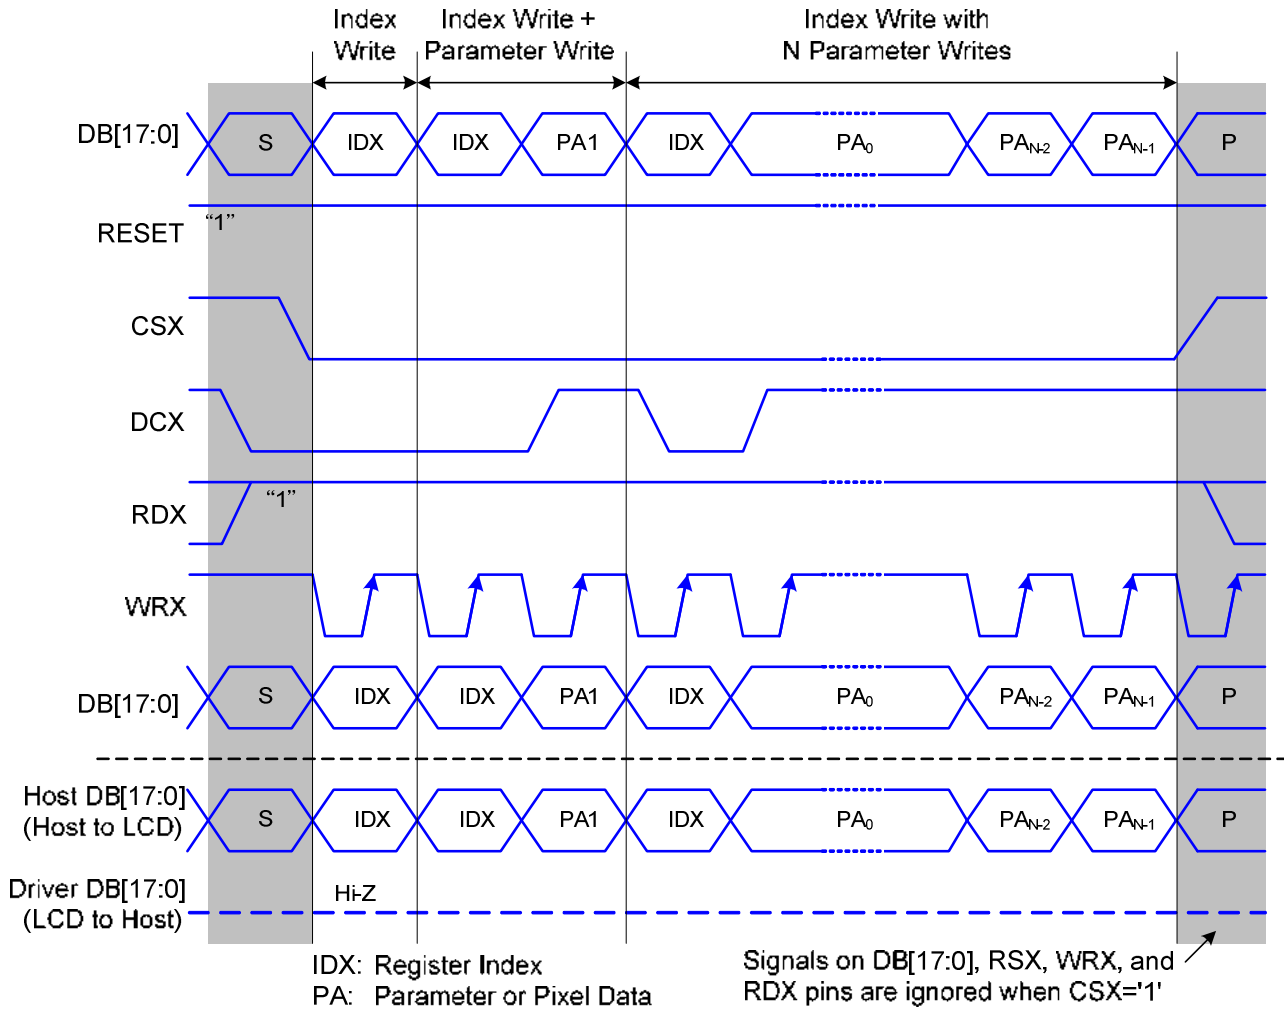 Index Write
Index Write + Parameter Write
Index Write with N Parameter Writes
DB[17:0] S IDX IDX PA1 IDX PA0 PAN-2 PAN-1 P
RESET “1”
CSX
DCX
RDX “1”
WRX
DB[17:0] S IDX IDX PA1 IDX PA0 PAN-2 PAN-1 P
Host DB[17:0] (Host to LCD) S IDX IDX PA1 IDX PA0 PAN-2 PAN-1 P
Driver DB[17:0] (LCD to Host) Hi-Z
IDX: Register Index
PA: Parameter or Pixel Data
Signals on DB[17:0], RSX, WRX, and
RDX pins are ignored when CSX='1'